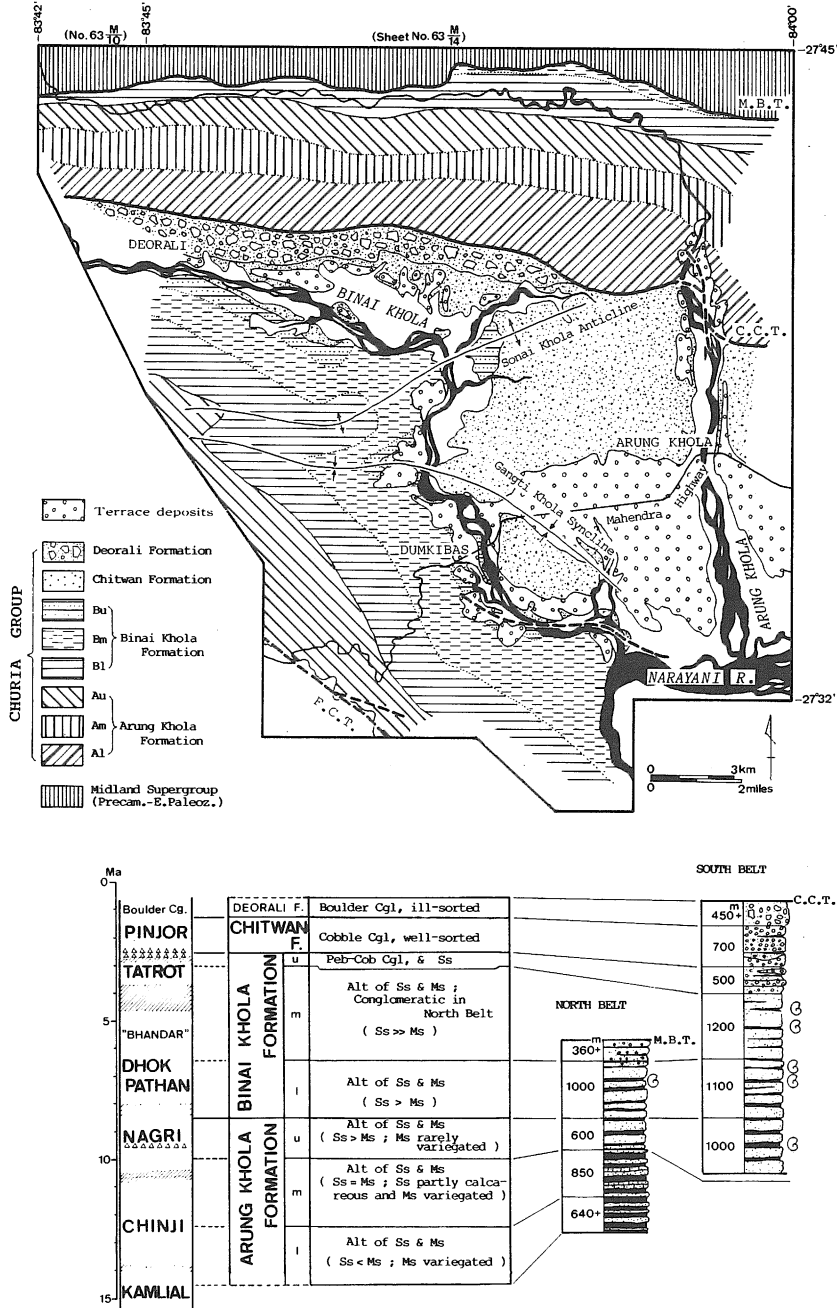 83°42'
(No. 63 M/10)
83°45'
(Sheet No. 63 M/14)
84°00'
27°45'
M.B.T.
DEORALI
BINAI KHOLA
Sonai Khola Anticline
C.C.T.
ARUNG KHOLA
Gangti Khola Syncline
Mahendra Highway
DUMKIBAS
ARUNG KHOLA
NARAYANI R.
27°32'
F.C.T.
0 3km
0 2miles
Terrace deposits
CHURIA GROUP
Deorali Formation
Chitwan Formation
Bu
Bm
Bl
Binai Khola
Formation
Au
Am
Al
Arung Khola
Formation
Midland Supergroup
(Precam.-E.Paleoz.)
Ma
0
5
10
15
Boulder Cg.
PINJOR
TATROT
"BHANDAR"
DHOK
PATHAN
NAGRI
CHINJI
KAMLIAL
DEORALI F.
Boulder Cgl, ill-sorted
CHITWAN
F.
Cobble Cgl, well-sorted
BINAI KHOLA
FORMATION
u
Peb-Cob Cgl, & Ss
m
Alt of Ss & Ms ;
Conglomeratic in
North Belt
( Ss >> Ms )
l
Alt of Ss & Ms
( Ss > Ms )
ARUNG KHOLA
FORMATION
u
Alt of Ss & Ms
( Ss > Ms ; Ms rarely
variegated )
m
Alt of Ss & Ms
( Ss = Ms ; Ss partly calca-
reous and Ms variegated)
l
Alt of Ss & Ms
( Ss < Ms ; Ms variegated )
NORTH BELT
m
M.B.T.
360+
1000
600
850
640+
SOUTH BELT
C.C.T.
m
450+
700
500
1200
1100
1000